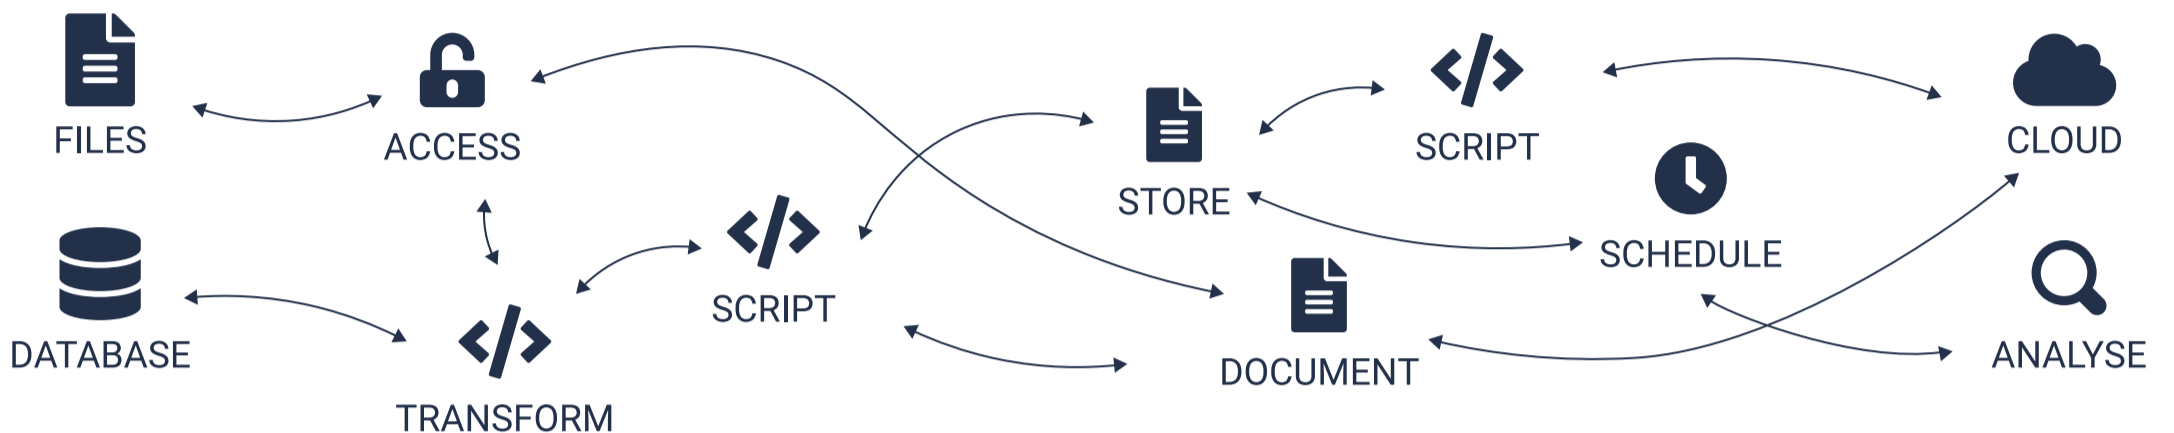 FILES
ACCESS
STORE
SCRIPT
CLOUD
SCHEDULE
DATABASE
TRANSFORM
SCRIPT
DOCUMENT
ANALYSE